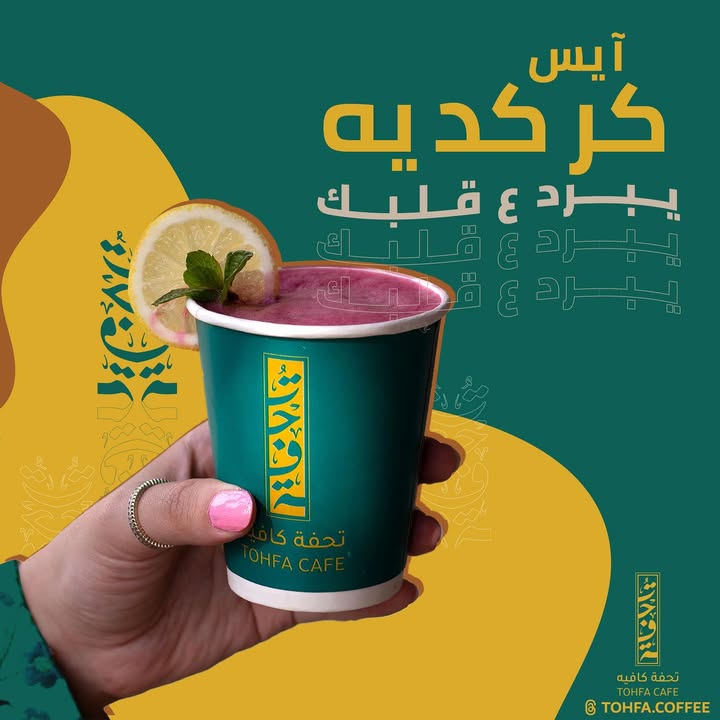 آيس
كركديه
يبرد ع قلبك
يبرد ع قلبك
يبرد ع قلبك
تحفة كافيه
TOHFA CAFE
تحفة كافيه
TOHFA CAFE
TOHFA.COFFEE